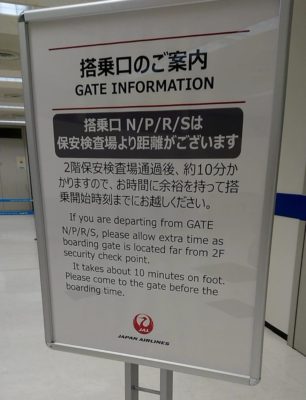 搭乗口のご案内
GATE INFORMATION
搭乗口 N/P/R/Sは
保安検査場より距離がございます
2階保安検査場通過後、約10分か
かりますので、お時間に余裕を持って搭
乗開始時刻までにお越しください。
If you are departing from GATE
N/P/R/S, please allow extra time as
boarding gate is located far from 2F
security check point.
It takes about 10 minutes on foot.
Please come to the gate before the
boarding time.
JAL
JAPAN AIRLINES